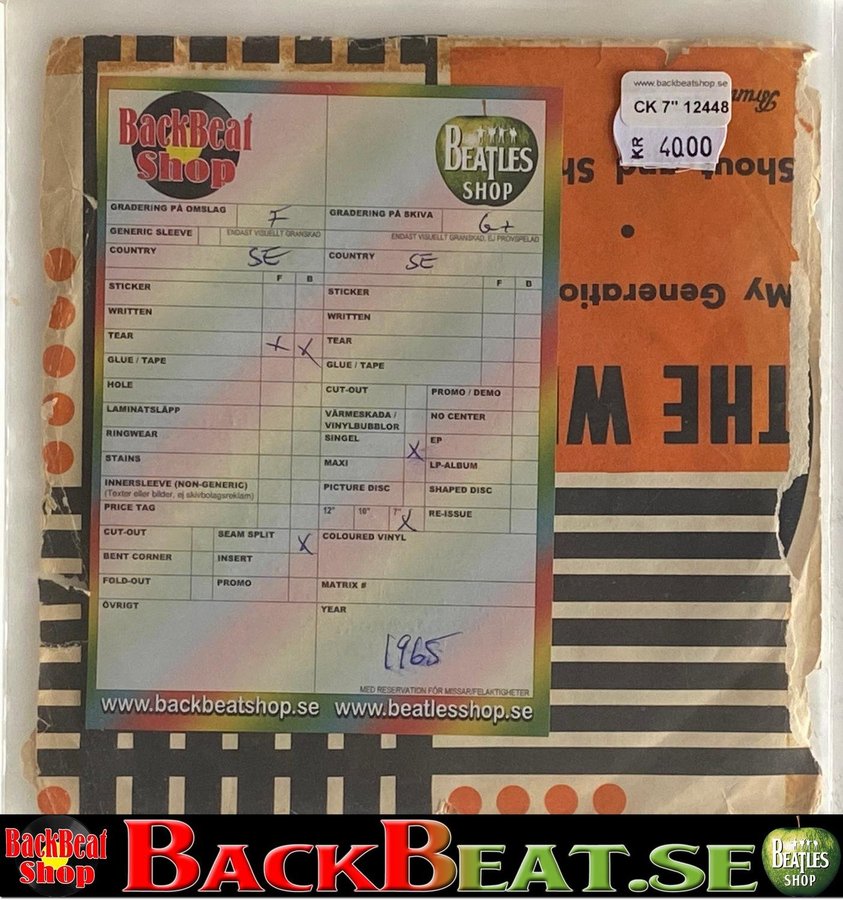 www.backbeatshop.se
CK 7" 12448
KR 4000
Shout and Sh
My Generatio
THE W
BackBeat
Shop
BEATLES
SHOP
GRADERING PÅ OMSLAG F
GRADERING PÅ SKIVA G+
GENERIC SLEEVE ENDAST VISUELLT GRANSKAD
ENDAST VISUELLT GRANSKAD, EJ PROVSPELAD
COUNTRY SE
COUNTRY SE
F B
F B
STICKER
STICKER
WRITTEN
WRITTEN
TEAR X X
TEAR
GLUE / TAPE
GLUE / TAPE
HOLE
CUT-OUT PROMO / DEMO
LAMINATSLÄPP
VÄRMESKADA / VINYLBUBBLOR NO CENTER
RINGWEAR
SINGEL X EP
STAINS
MAXI LP-ALBUM
INNERSLEEVE (NON-GENERIC)
(Texter eller bilder, ej skivbolagsreklam)
PICTURE DISC SHAPED DISC
PRICE TAG
12" 10" 7" X RE-ISSUE
CUT-OUT SEAM SPLIT X
COLOURED VINYL
BENT CORNER INSERT
FOLD-OUT PROMO
MATRIX #
ÖVRIGT
YEAR
1965
MED RESERVATION FÖR MISSAR/FELAKTIGHETER
www.backbeatshop.se www.beatlesshop.se
BackBeat
Shop
BACKBEAT.SE
BEATLES
SHOP